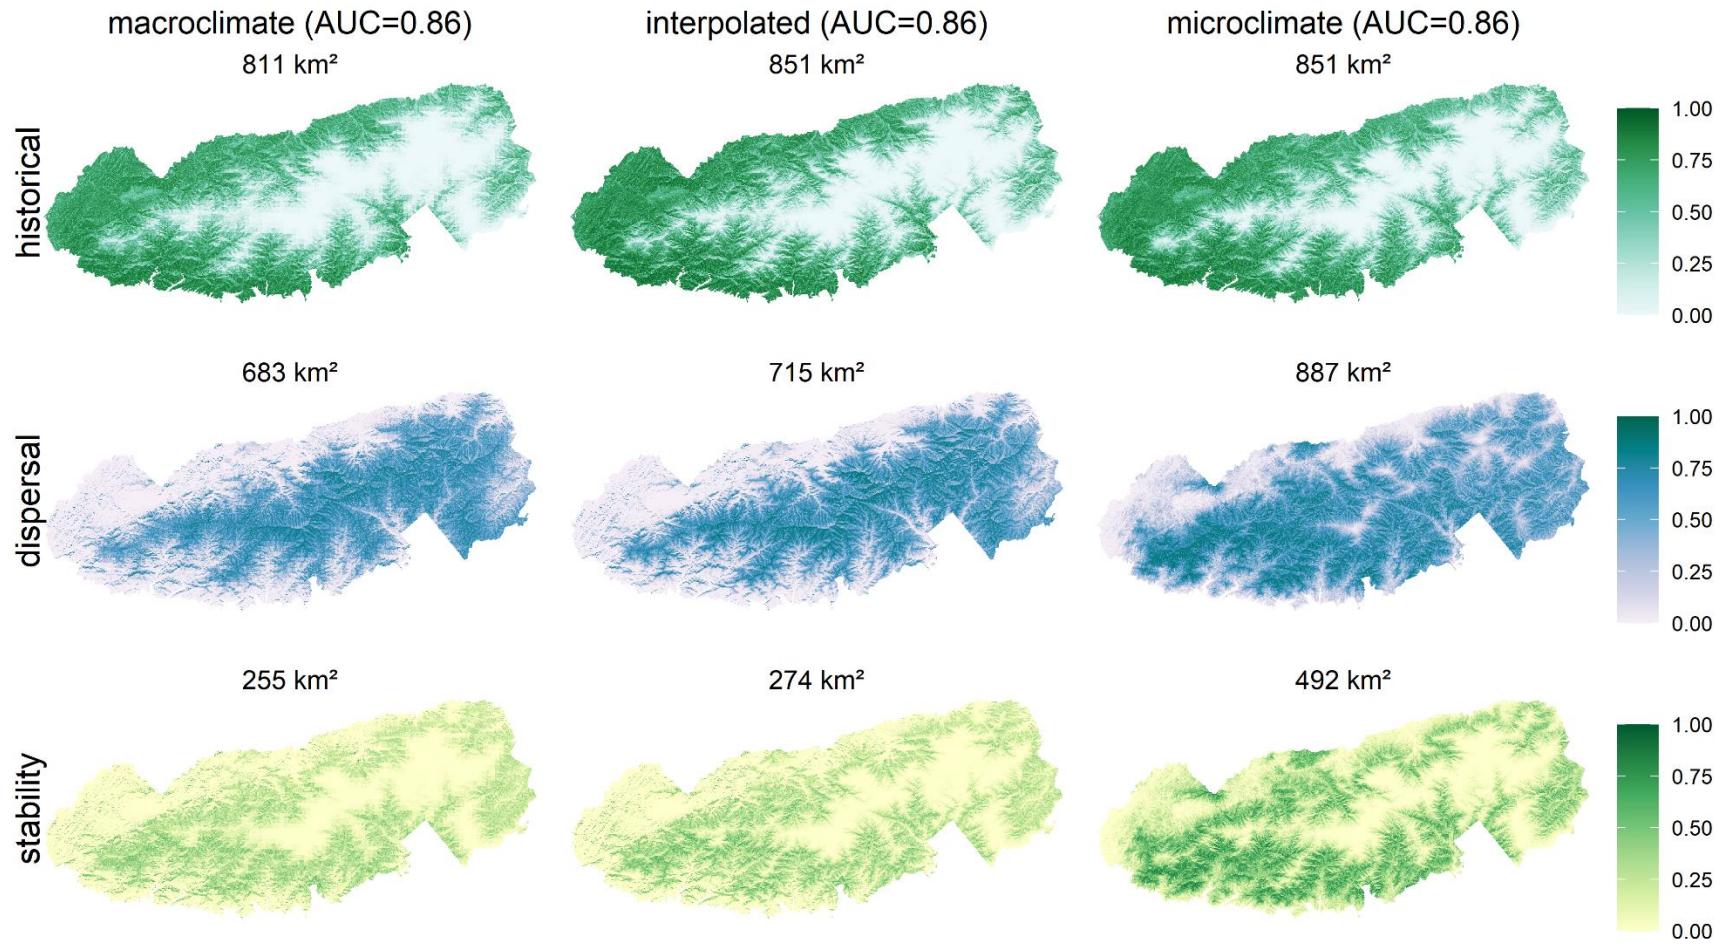 macroclimate (AUC=0.86) interpolated (AUC=0.86) microclimate (AUC=0.86)
811 km² 851 km² 851 km²
historical
1.00
0.75
0.50
0.25
0.00
683 km² 715 km² 887 km²
dispersal
1.00
0.75
0.50
0.25
0.00
255 km² 274 km² 492 km²
stability
1.00
0.75
0.50
0.25
0.00